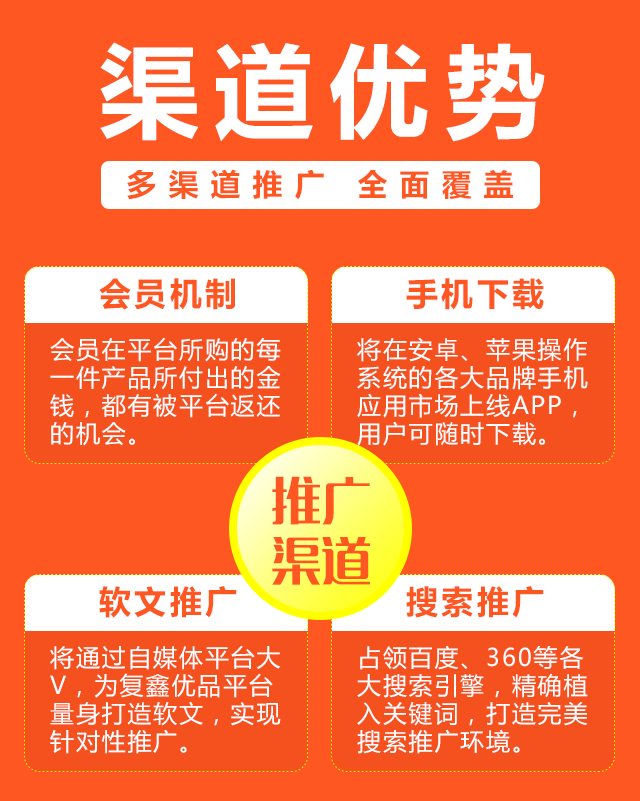 渠道优势
多渠道推广 全面覆盖
会员机制
会员在平台所购的每
一件产品所付出的金
钱，都有被平台返还
的机会。
手机下载
将在安卓、苹果操作
系统的各大品牌手机
应用市场上线APP，
用户可随时下载。
推广
渠道
软文推广
将通过自媒体平台大
V，为复鑫优品平台
量身打造软文，实现
针对性推广。
搜索推广
占领百度、360等各
大搜索引擎，精确植
入关键词，打造完美
搜索推广环境。